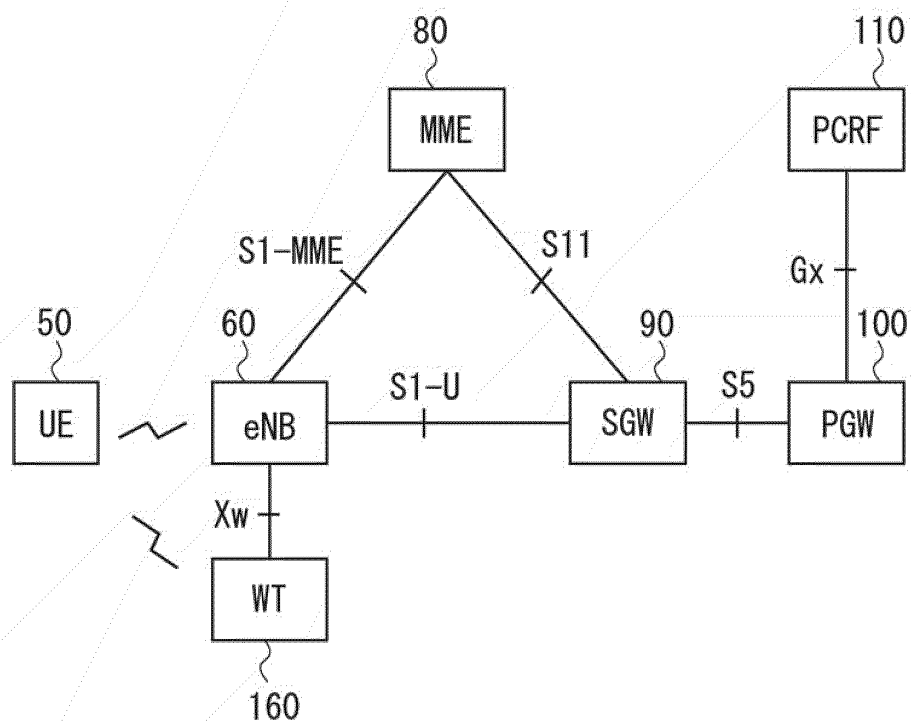 80
110
MME
PCRF
S1-MME
S11
Gx
50
60
90
100
UE
eNB
S1-U
SGW
S5
PGW
Xw
WT
160